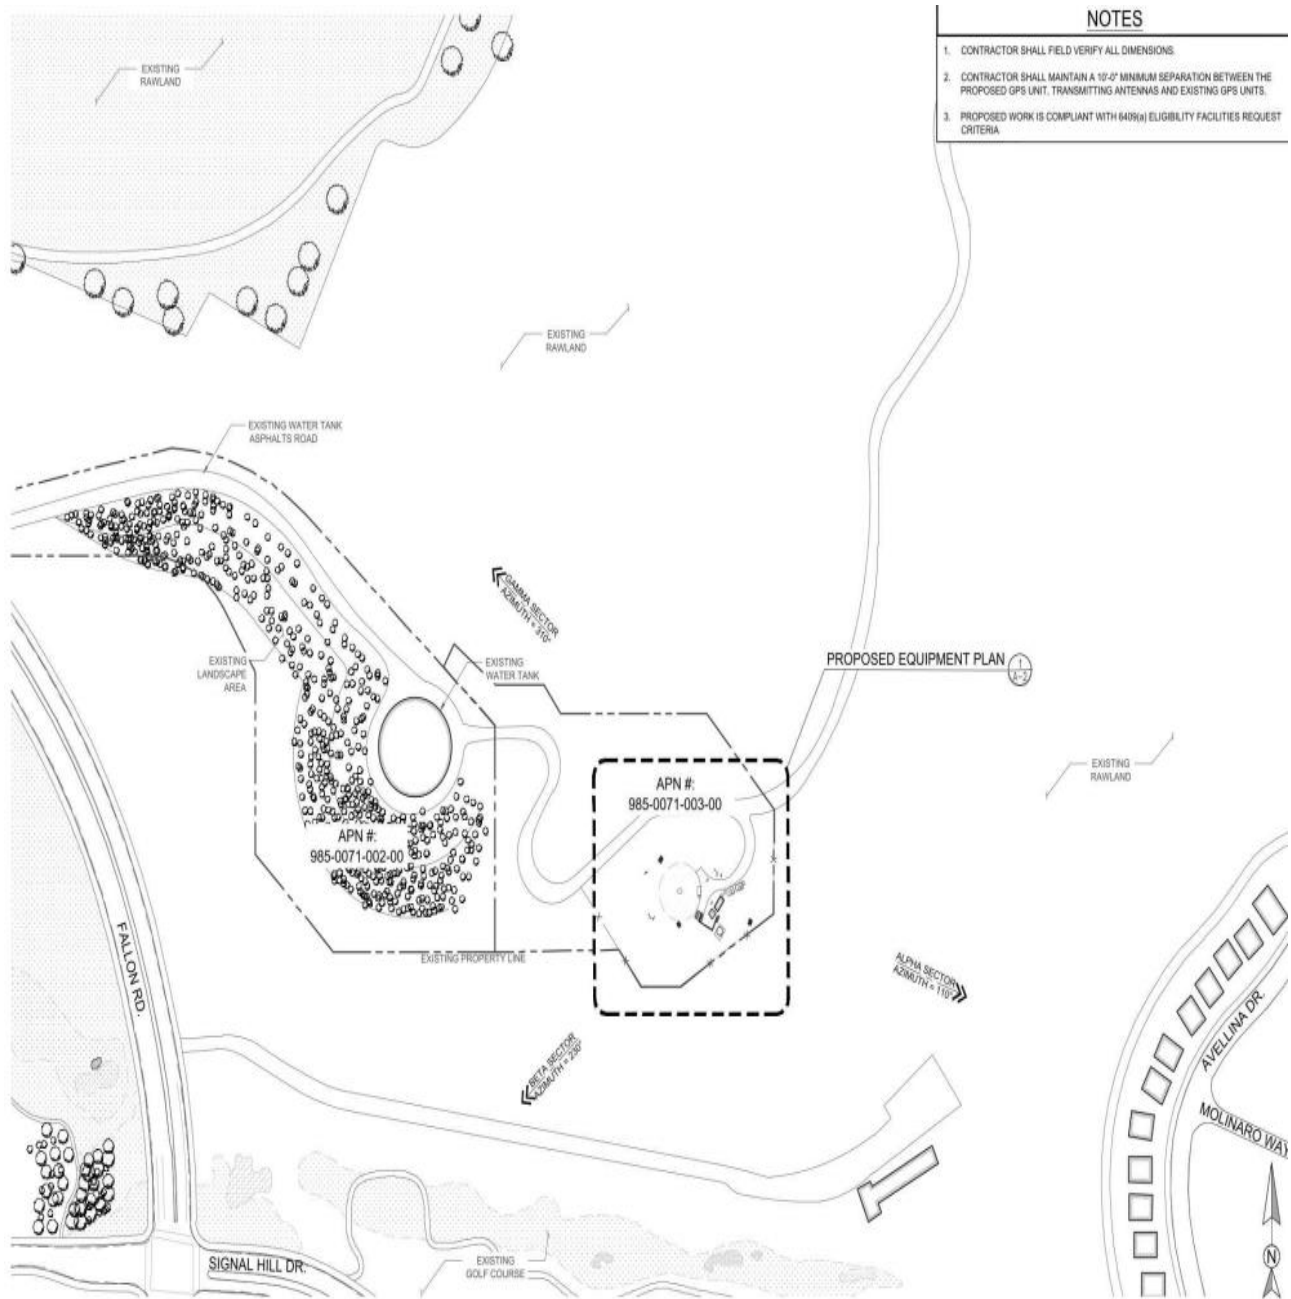 NOTES
1. CONTRACTOR SHALL FIELD VERIFY ALL DIMENSIONS.
2. CONTRACTOR SHALL MAINTAIN A 10'-0" MINIMUM SEPARATION BETWEEN THE
PROPOSED GPS UNIT, TRANSMITTING ANTENNAS AND EXISTING GPS UNITS.
3. PROPOSED WORK IS COMPLIANT WITH 6409(a) ELIGIBILITY FACILITIES REQUEST
CRITERIA
EXISTING
RAWLAND
EXISTING
RAWLAND
EXISTING WATER TANK
ASPHALTS ROAD
GAMMA SECTOR
AZIMUTH = 310°
EXISTING
LANDSCAPE
AREA
EXISTING
WATER TANK
PROPOSED EQUIPMENT PLAN
1
A-2
EXISTING
RAWLAND
APN #:
985-0071-003-00
APN #:
985-0071-002-00
FALLON RD.
EXISTING PROPERTY LINE
ALPHA SECTOR
AZIMUTH = 110°
BETA SECTOR
AZIMUTH = 230°
AVELLINA DR.
MOLINARO WAY
SIGNAL HILL DR.
EXISTING
GOLF COURSE
N